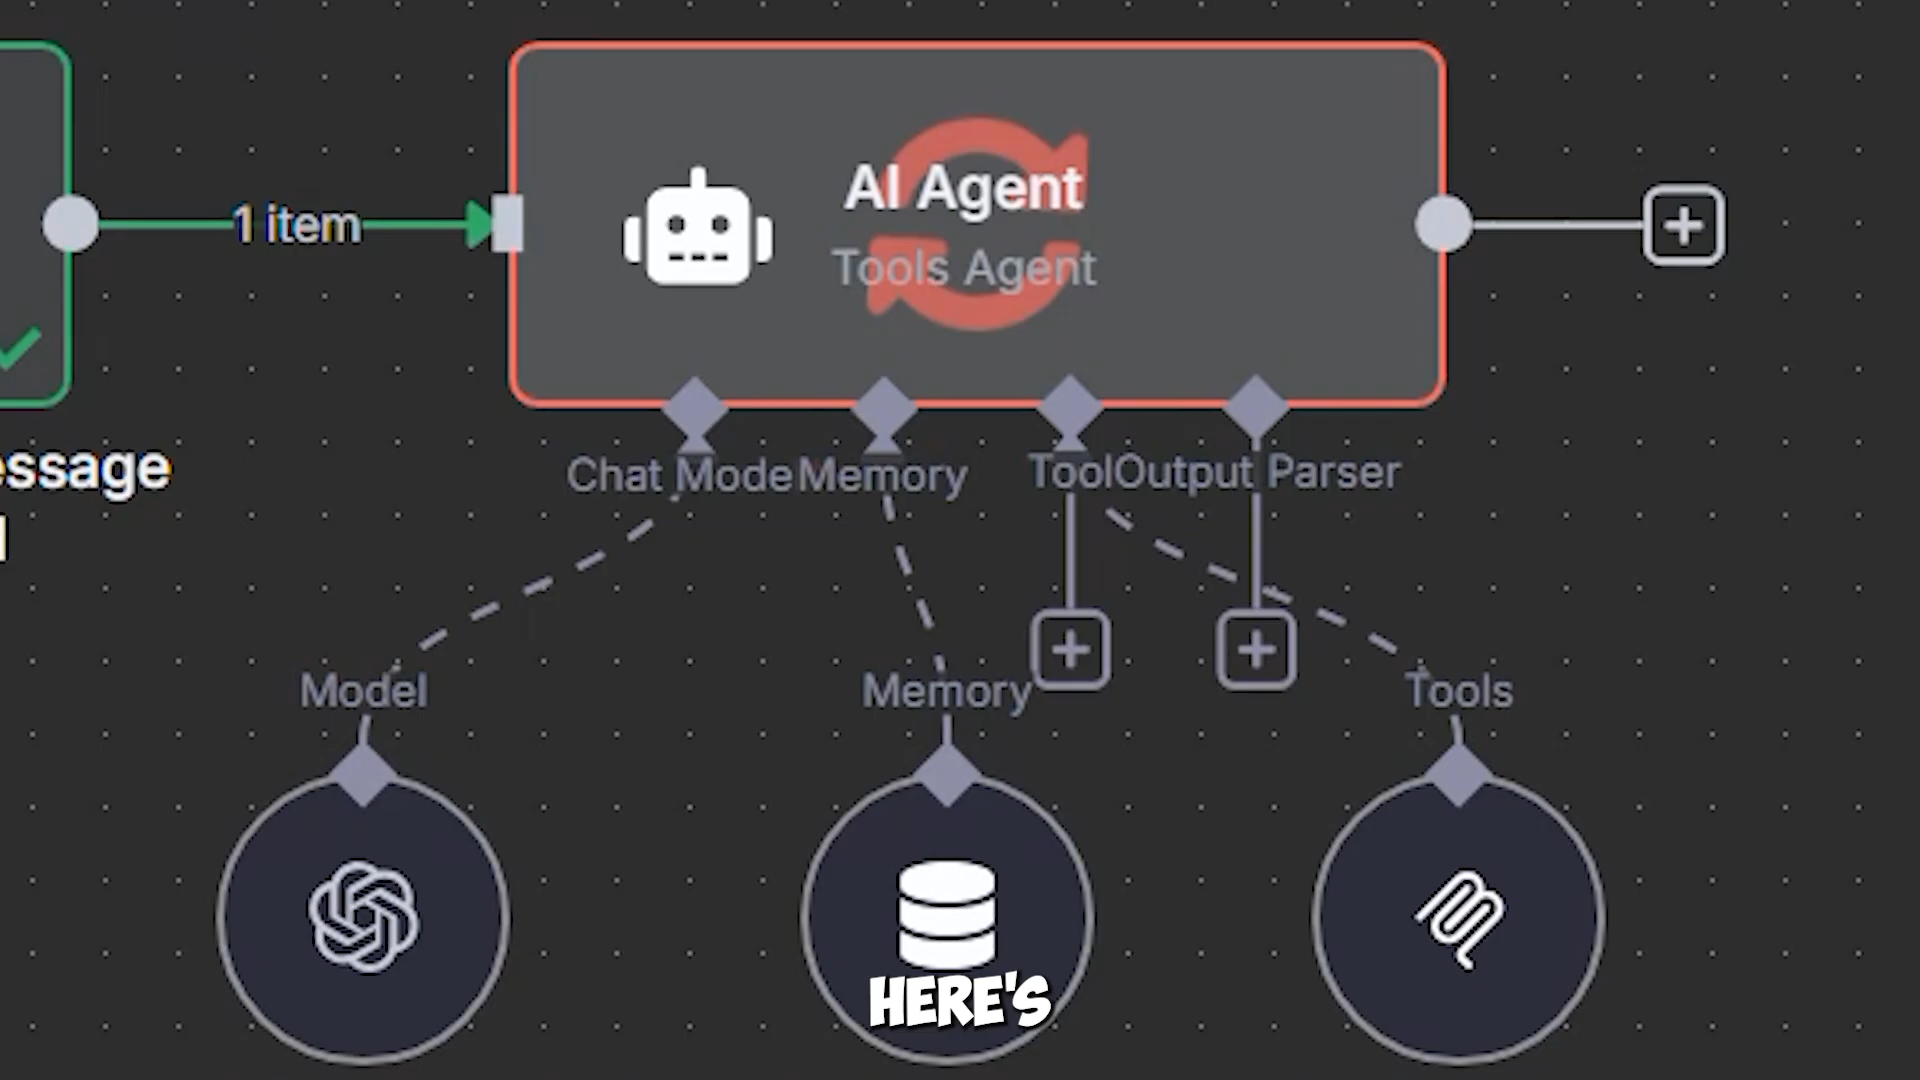 AI Agent
1 item
Tools Agent
essage
Chat Mode
Memory
Tool
Output Parser
Model
Memory
Tools
HERE'S